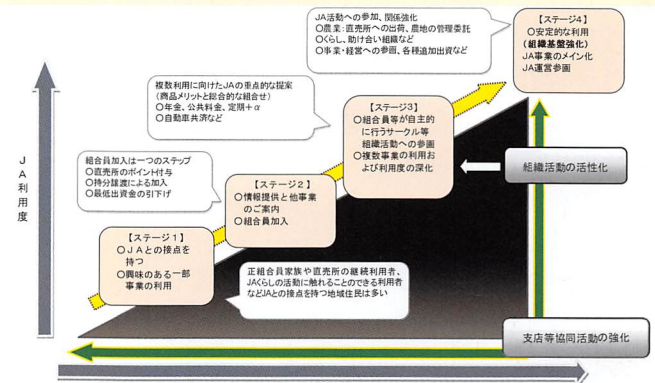 JA活動への参加、関係強化
○農業:直売所への出荷、農地の管理委託
○くらし、助け合い組織など
○事業・経営への参画、各種追加出資など
【ステージ4】
○安定的な利用
(組織基盤強化)
JA事業のメイン化
JA運営参画
複数利用に向けたJAの重点的な提案
(商品メリットと総合的な組合せ)
○年金、公共料金、定期+α
○自動車共済など
【ステージ3】
○組合員等が自主的
に行うサークル等
組織活動への参画
○複数事業の利用お
よび利用度の深化
組織活動の活性化
組合員加入は一つのステップ
○直売所のポイント付与
○持分譲渡による加入
○最低出資金の引下げ
【ステージ2】
○情報提供と他事業
のご案内
○組合員加入
JA利用度
【ステージ1】
○JAとの接点を
持つ
○興味のある一部
事業の利用
正組合員家族や直売所の継続利用者、
JAくらしの活動に触れることのできる利用者
などJAとの接点を持つ地域住民は多い
支店等協同活動の強化